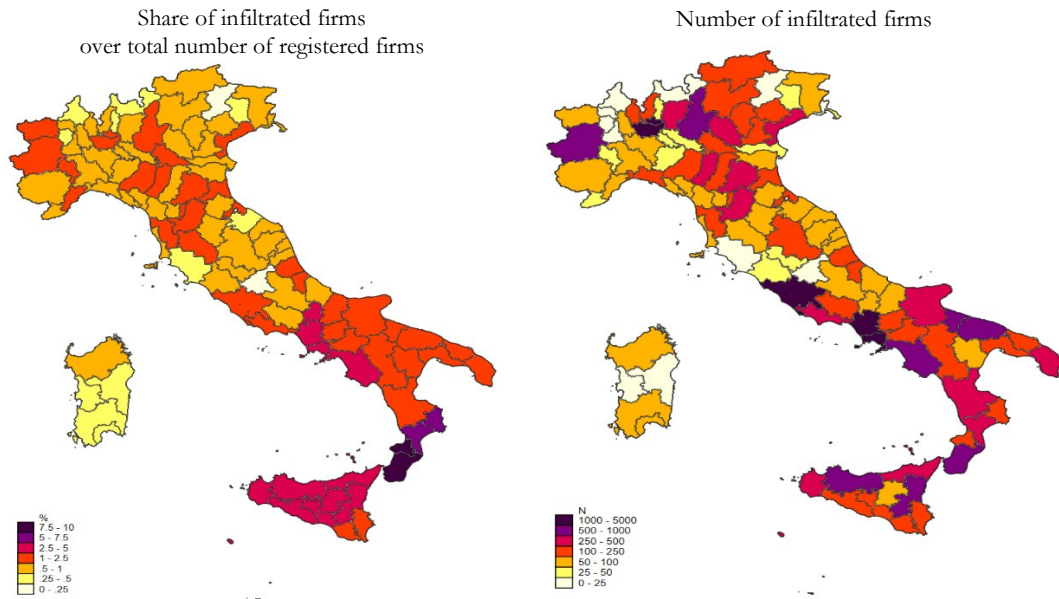 Share of infiltrated firms
over total number of registered firms
Number of infiltrated firms
%
7.5 - 10
5 - 7.5
2.5 - 5
1 - 2.5
.5 - 1
.25 - .5
0 - .25
N
1000 - 5000
500 - 1000
250 - 500
100 - 250
50 - 100
25 - 50
0 - 25